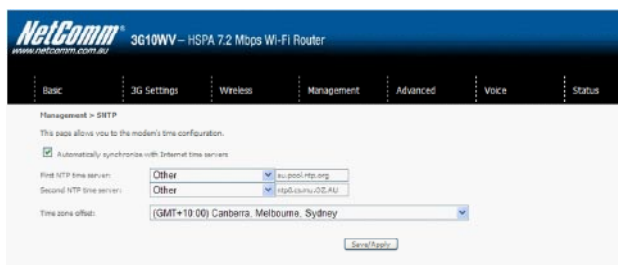 NetComm®
www.netcomm.com.au
3G10WV – HSPA 7.2 Mbps Wi-Fi Router
Basic 3G Settings Wireless Management Advanced Voice Status
Management > SNTP
This page allows you to the modem's time configuration.
Automatically synchronize with Internet time servers
First NTP time server: Other au.pool.ntp.org
Second NTP time server: Other
Time zone offset: (GMT+10:00) Canberra, Melbourne, Sydney
Save/Apply